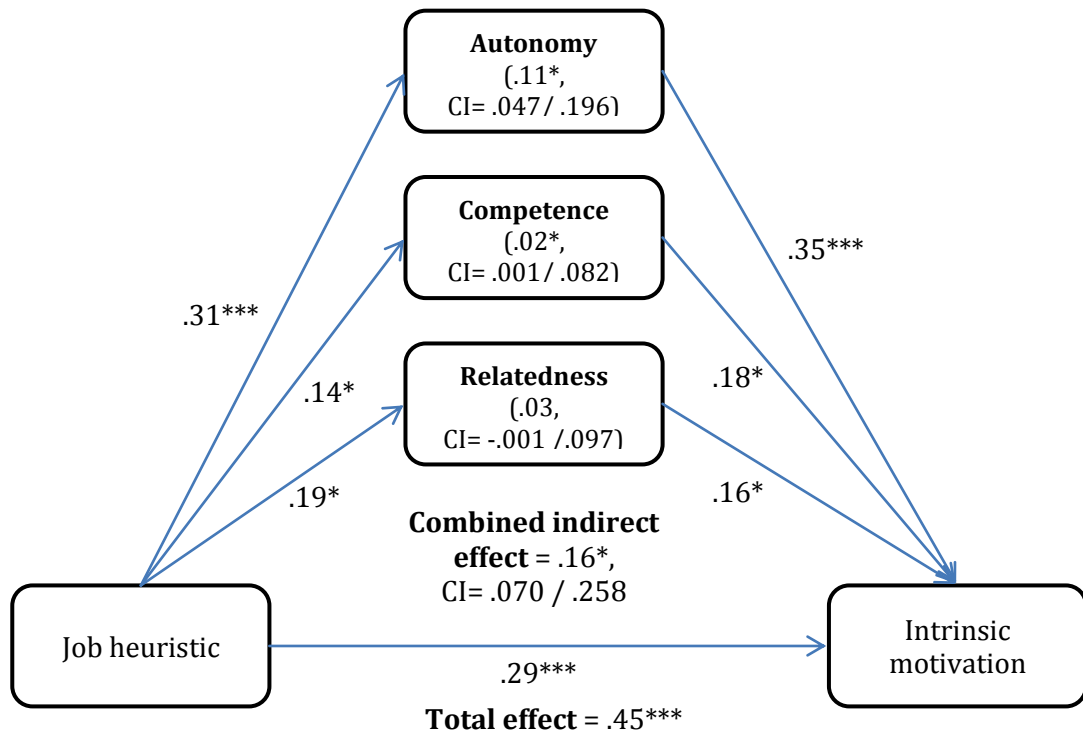 Autonomy
(.11*,
CI= .047/ .196)
Competence
(.02*,
CI= .001/ .082)
.35***
.31***
Relatedness
(.03,
CI= -.001 /.097)
.14*
.18*
.19*
.16*
Combined indirect
effect = .16*,
CI= .070 / .258
Job heuristic
Intrinsic
motivation
.29***
Total effect = .45***